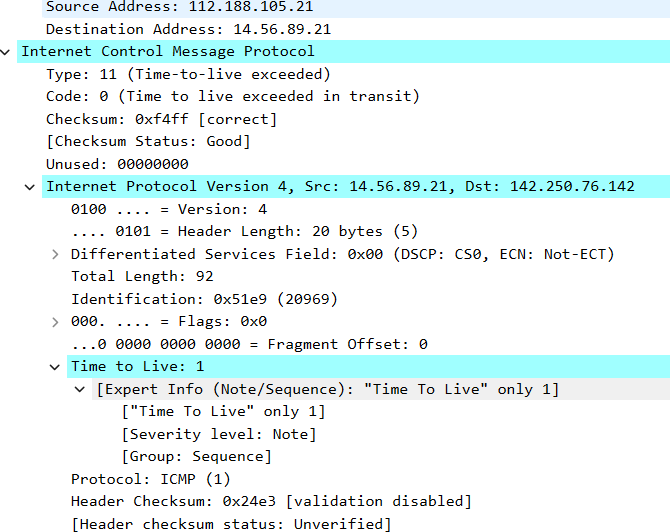 Source Address: 112.188.105.21
Destination Address: 14.56.89.21
Internet Control Message Protocol
Type: 11 (Time-to-live exceeded)
Code: 0 (Time to live exceeded in transit)
Checksum: 0xf4ff [correct]
[Checksum Status: Good]
Unused: 00000000
Internet Protocol Version 4, Src: 14.56.89.21, Dst: 142.250.76.142
0100 .... = Version: 4
.... 0101 = Header Length: 20 bytes (5)
Differentiated Services Field: 0x00 (DSCP: CS0, ECN: Not-ECT)
Total Length: 92
Identification: 0x51e9 (20969)
000. .... = Flags: 0x0
...0 0000 0000 0000 = Fragment Offset: 0
Time to Live: 1
[Expert Info (Note/Sequence): "Time To Live" only 1]
["Time To Live" only 1]
[Severity level: Note]
[Group: Sequence]
Protocol: ICMP (1)
Header Checksum: 0x24e3 [validation disabled]
[Header checksum status: Unverified]